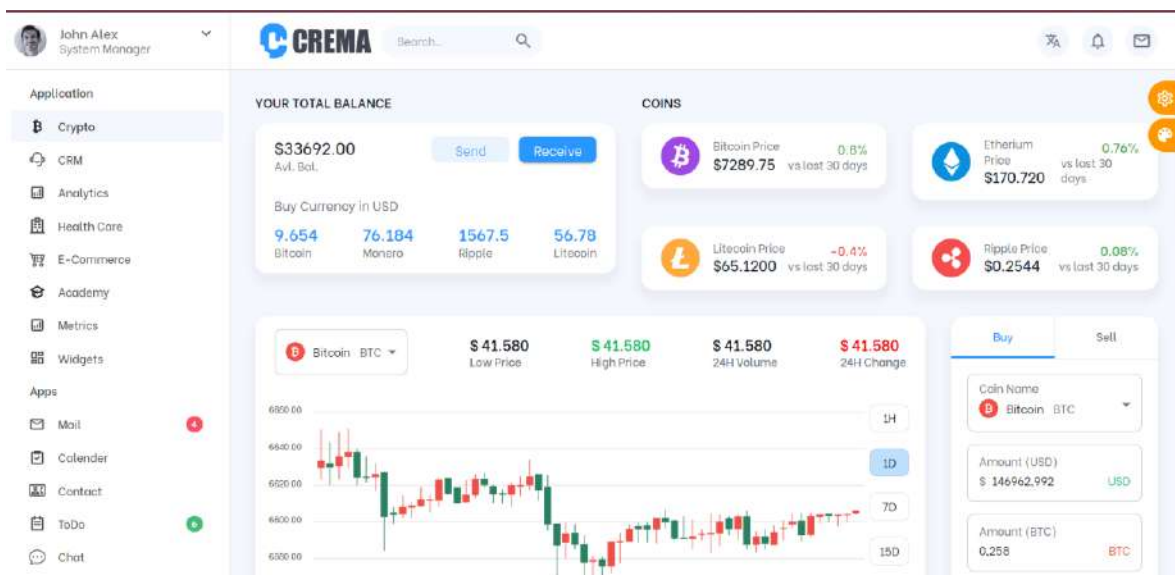 John Alex
System Manager
CREMA
Search...
Application
Crypto
CRM
Analytics
Health Care
E-Commerce
Academy
Metrics
Widgets
Apps
Mail
4
Calender
Contact
ToDo
6
Chat
YOUR TOTAL BALANCE
$33692.00
Avl. Bal.
Send
Receive
Buy Currency in USD
9.654
Bitcoin
76.184
Monero
1567.5
Ripple
56.78
Litecoin
COINS
Bitcoin Price
$7289.75
0.8%
vs last 30 days
Etherium
Price
$170.720
0.76%
vs last 30
days
Litecoin Price
$65.1200
-0.4%
vs last 30 days
Ripple Price
$0.2544
0.08%
vs last 30 days
Bitcoin BTC
$ 41.580
Low Price
$ 41.580
High Price
$ 41.580
24H Volume
$ 41.580
24H Change
6640.00
6620.00
6600.00
1H
1D
7D
15D
Buy
Sell
Coin Name
Bitcoin BTC
Amount (USD)
$ 146962,992
USD
Amount (BTC)
0,258
BTC